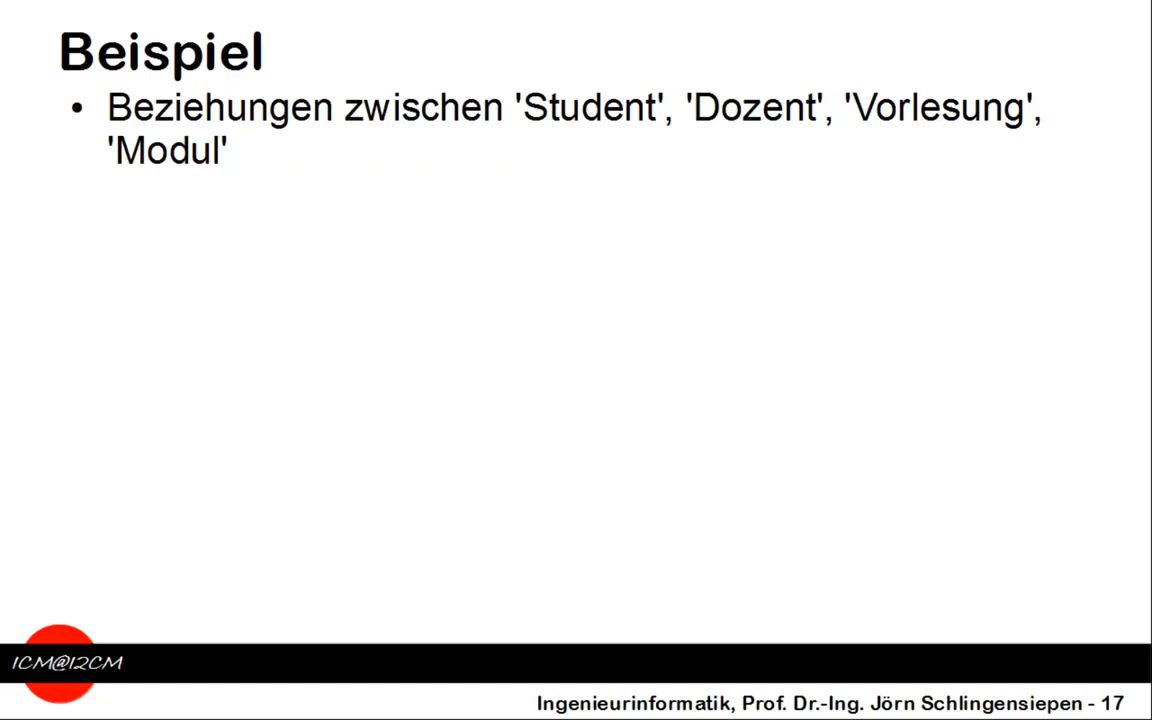 Beispiel
• Beziehungen zwischen 'Student', 'Dozent', 'Vorlesung',
'Modul'
ICM@I2CM
Ingenieurinformatik, Prof. Dr.-Ing. Jörn Schlingensiepen - 17